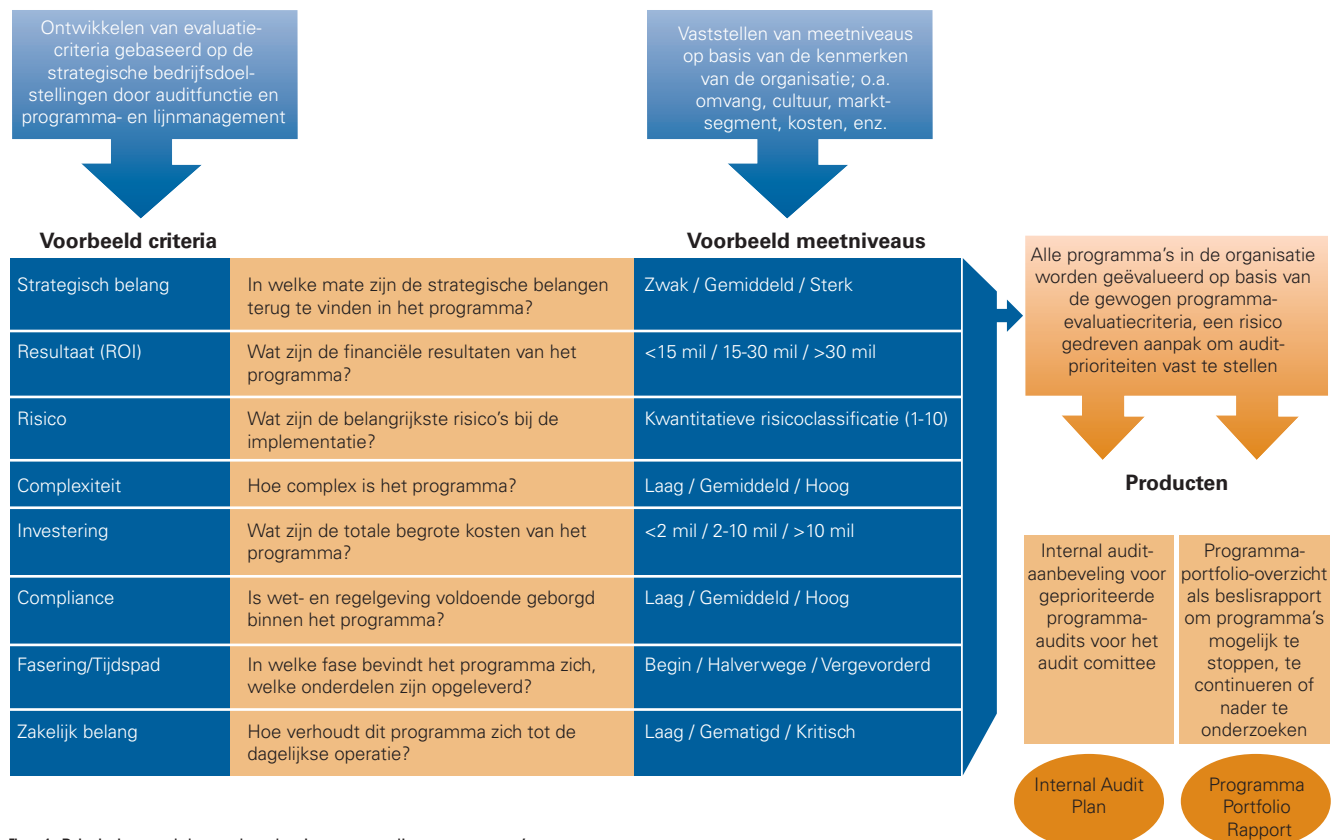 Ontwikkelen van evaluatie-
criteria gebaseerd op de
strategische bedrijfsdoel-
stellingen door auditfunctie en
programma- en lijnmanagement
Vaststellen van meetniveaus
op basis van de kenmerken
van de organisatie; o.a.
omvang, cultuur, markt-
segment, kosten, enz.
Voorbeeld criteria
Voorbeeld meetniveaus
Strategisch belang
In welke mate zijn de strategische belangen
terug te vinden in het programma?
Zwak / Gemiddeld / Sterk
Resultaat (ROI)
Wat zijn de financiële resultaten van het
programma?
<15 mil / 15-30 mil / >30 mil
Risico
Wat zijn de belangrijkste risico's bij de
implementatie?
Kwantitatieve risicoclassificatie (1-10)
Complexiteit
Hoe complex is het programma?
Laag / Gemiddeld / Hoog
Investering
Wat zijn de totale begrote kosten van het
programma?
<2 mil / 2-10 mil / >10 mil
Compliance
Is wet- en regelgeving voldoende geborgd
binnen het programma?
Laag / Gemiddeld / Hoog
Fasering/Tijdspad
In welke fase bevindt het programma zich,
welke onderdelen zijn opgeleverd?
Begin / Halverwege / Vergevorderd
Zakelijk belang
Hoe verhoudt dit programma zich tot de
dagelijkse operatie?
Laag / Gematigd / Kritisch
Alle programma's in de organisatie
worden geëvalueerd op basis van
de gewogen programma-
evaluatiecriteria, een risico
gedreven aanpak om audit-
prioriteiten vast te stellen
Producten
Internal audit-
aanbeveling voor
geprioriteerde
programma-
audits voor het
audit comittee
Programma-
portfolio-overzicht
als beslisrapport
om programma's
mogelijk te
stoppen, te
continueren of
nader te
onderzoeken
Internal Audit
Plan
Programma
Portfolio
Rapport